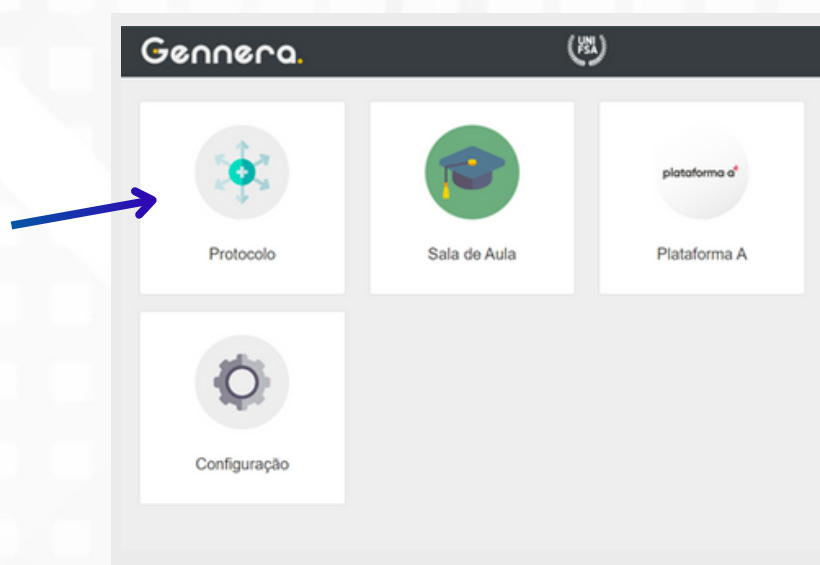 Gennera.
UNI
FSA
plataforma a*
Protocolo
Sala de Aula
Plataforma A
Configuração